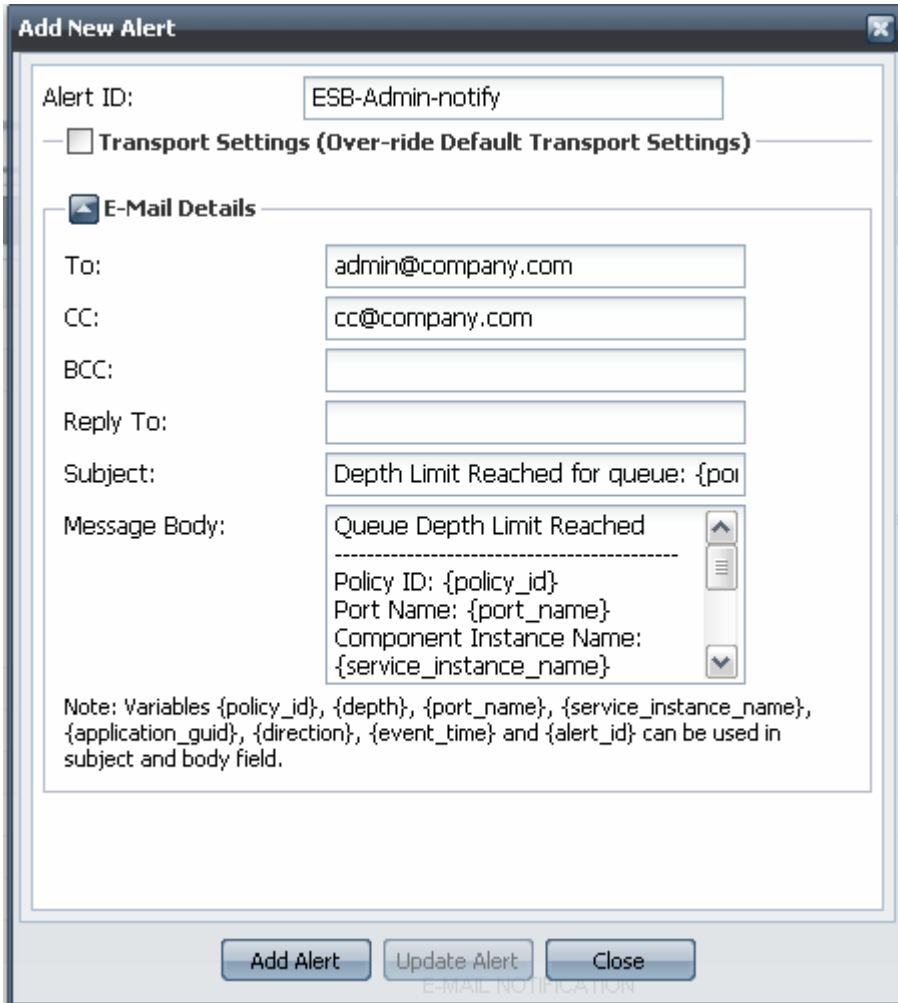 Add New Alert
Alert ID: ESB-Admin-notify
Transport Settings (Over-ride Default Transport Settings)
E-Mail Details
To: admin@company.com
CC: cc@company.com
BCC:
Reply To:
Subject: Depth Limit Reached for queue: {por
Message Body: Queue Depth Limit Reached
-------------------------------------------
Policy ID: {policy_id}
Port Name: {port_name}
Component Instance Name:
{service_instance_name}
Note: Variables {policy_id}, {depth}, {port_name}, {service_instance_name},
{application_guid}, {direction}, {event_time} and {alert_id} can be used in
subject and body field.
Add Alert Update Alert Close
E-MAIL NOTIFICATION